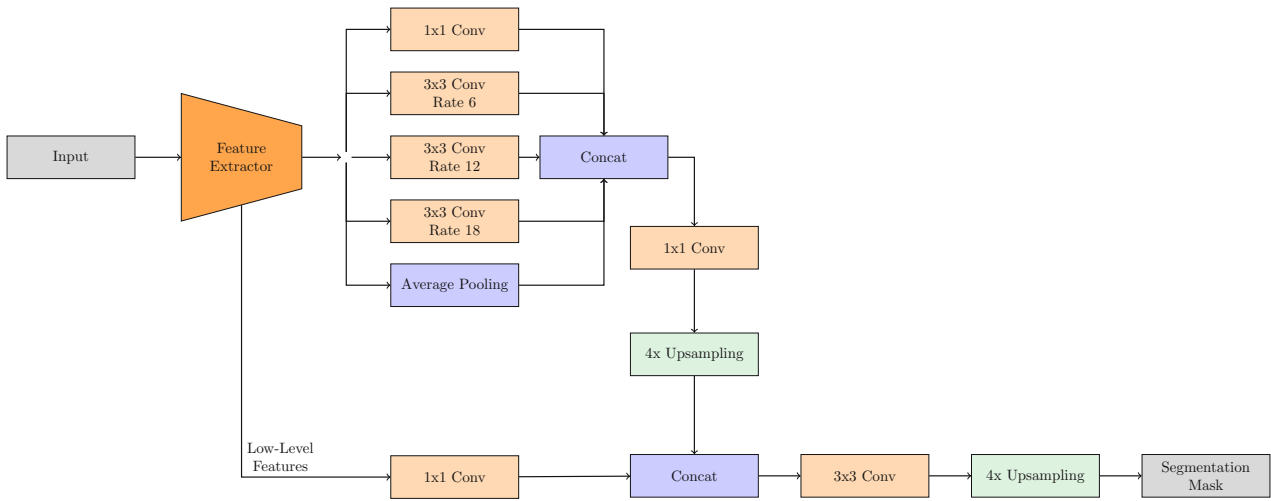 1x1 Conv
3x3 Conv
Rate 6
Input
Feature
Extractor
3x3 Conv
Rate 12
Concat
3x3 Conv
Rate 18
1x1 Conv
Average Pooling
4x Upsampling
Low-Level
Features
1x1 Conv
Concat
3x3 Conv
4x Upsampling
Segmentation
Mask